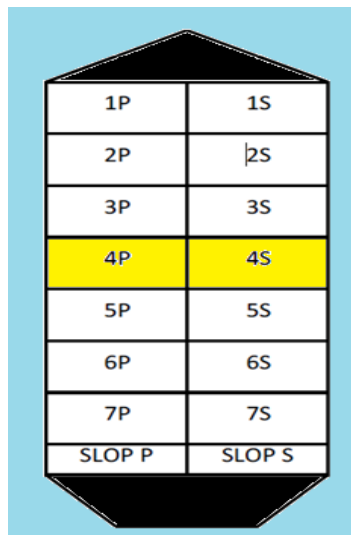 1P 1S
2P 2S
3P 3S
4P 4S
5P 5S
6P 6S
7P 7S
SLOP P SLOP S